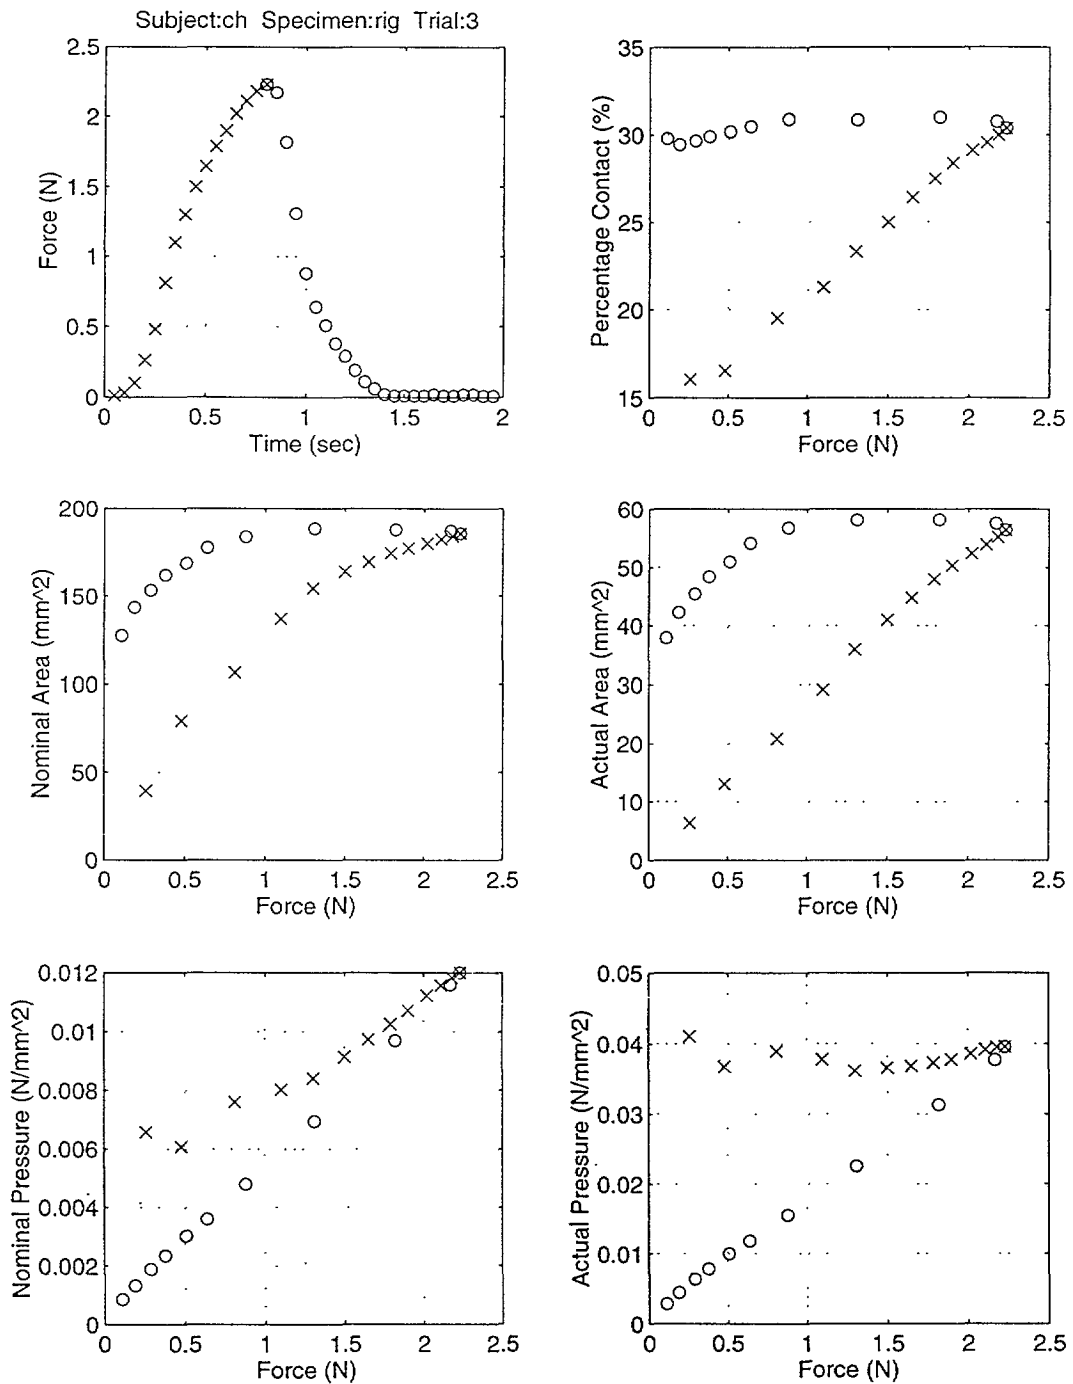 Subject:ch Specimen:rig Trial:3
2.5
2
1.5
1
0.5
0
Force (N)
0 0.5 1 1.5 2
Time (sec)
35
30
25
20
15
Percentage Contact (%)
0 0.5 1 1.5 2 2.5
Force (N)
200
150
100
50
0
Nominal Area (mm^2)
0 0.5 1 1.5 2 2.5
Force (N)
60
50
40
30
20
10
0
Actual Area (mm^2)
0 0.5 1 1.5 2 2.5
Force (N)
0.012
0.01
0.008
0.006
0.004
0.002
0
Nominal Pressure (N/mm^2)
0 0.5 1 1.5 2 2.5
Force (N)
0.05
0.04
0.03
0.02
0.01
0
Actual Pressure (N/mm^2)
0 0.5 1 1.5 2 2.5
Force (N)